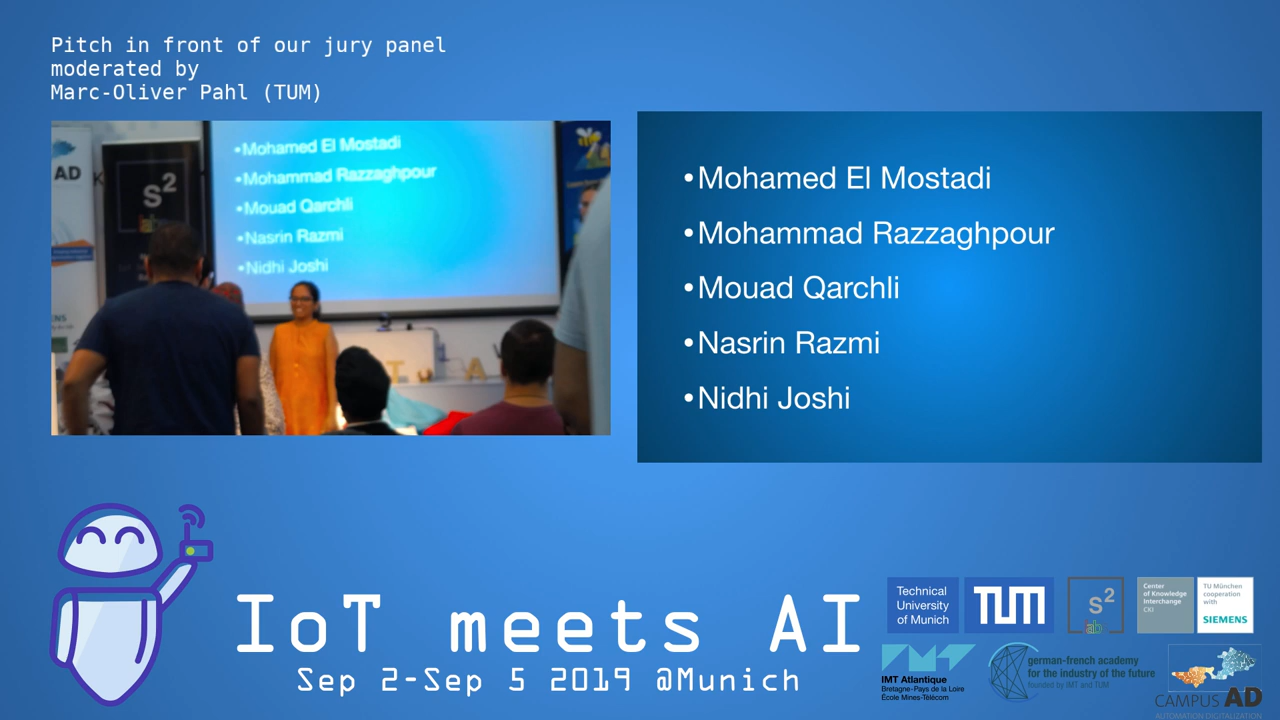 Pitch in front of our jury panel
moderated by
Marc-Oliver Pahl (TUM)
AD
S²
•Mohamed El Mostadi
•Mohammad Razzaghpour
•Mouad Qarchli
•Nasrin Razmi
•Nidhi Joshi
•Mohamed El Mostadi
•Mohammad Razzaghpour
•Mouad Qarchli
•Nasrin Razmi
•Nidhi Joshi
IoT meets AI
Sep 2-Sep 5 2019 @Munich
Technical
University
of Munich
TUM
S²
lab
Center
of Knowledge
Interchange
CKI
TU München
cooperation
with
SIEMENS
IMT
IMT Atlantique
Bretagne-Pays de la Loire
École Mines-Télécom
german-french academy
for the industry of the future
founded by IMT and TUM
CAMPUS AD
AUTOMATION DIGITALIZATION